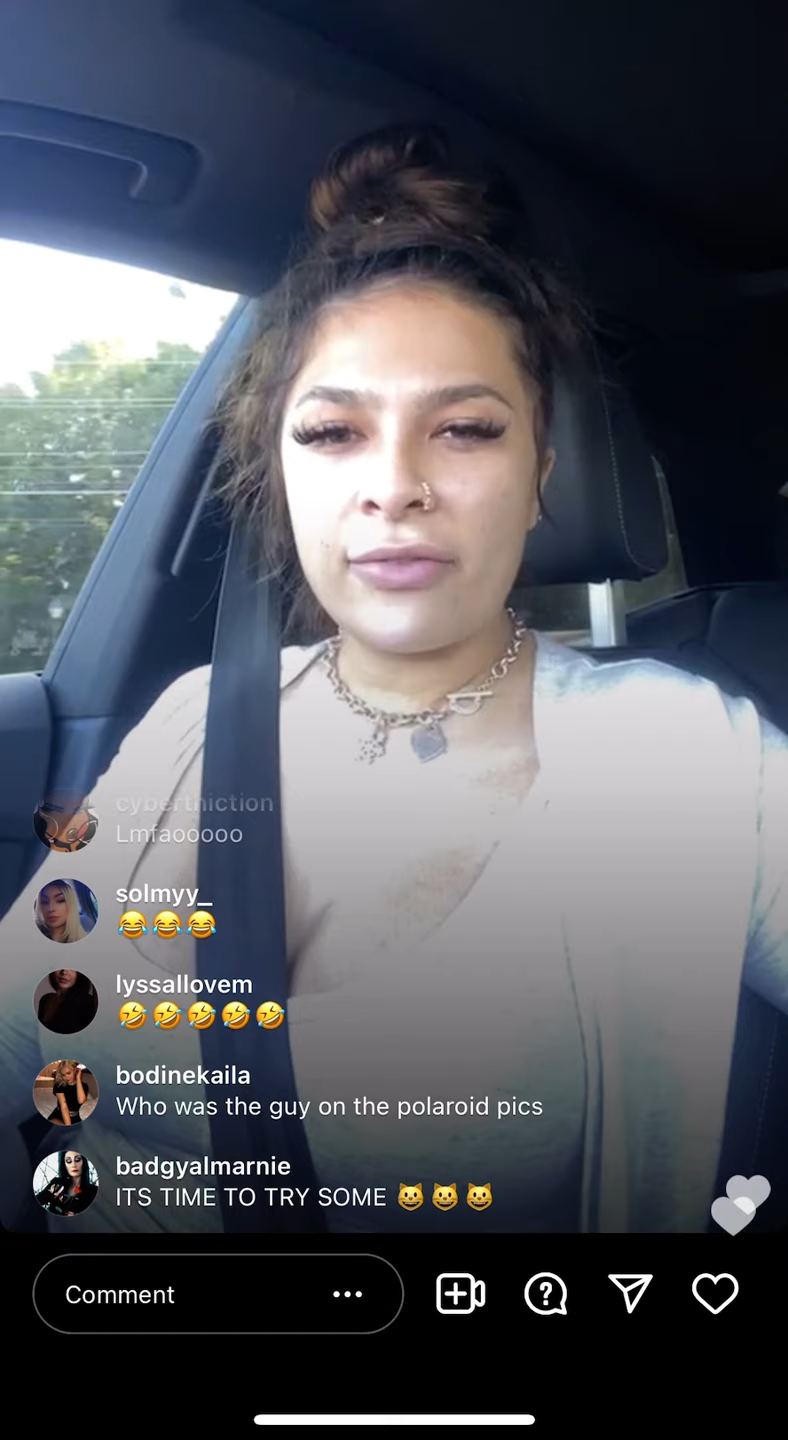 cyberthiction
Lmfaooooo
solmyy_
😂😂😂
lyssallovem
🤣🤣🤣🤣🤣
bodinekaila
Who was the guy on the polaroid pics
badgyalmarnie
ITS TIME TO TRY SOME 😺😺😺
Comment